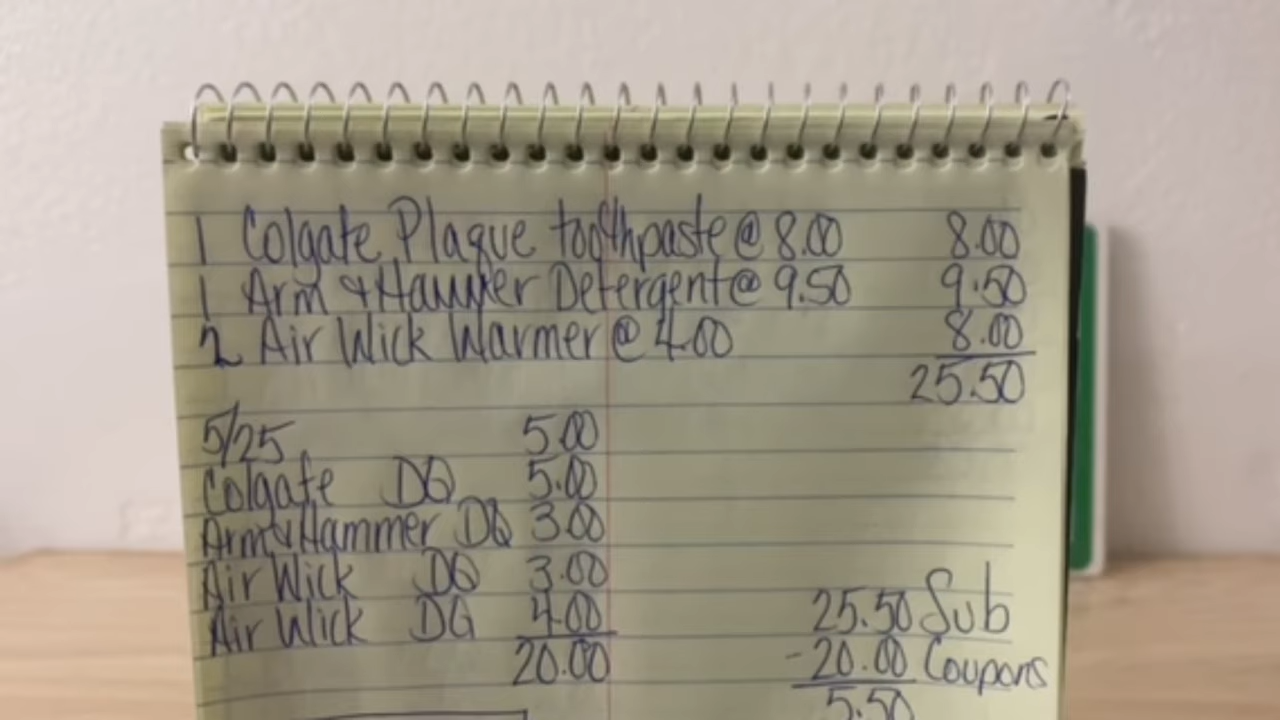 1 Colgate Plaque toothpaste @ 8.00 8.00
1 Arm & Hammer Detergent @ 9.50 9.50
2 Air Wick Warmer @ 4.00 8.00
25.50
5/25 5.00
Colgate DG 5.00
Arm & Hammer DG 3.00
Air Wick DG 3.00
Air Wick DG 4.00
20.00
25.50 Sub
-20.00 Coupons
5.50